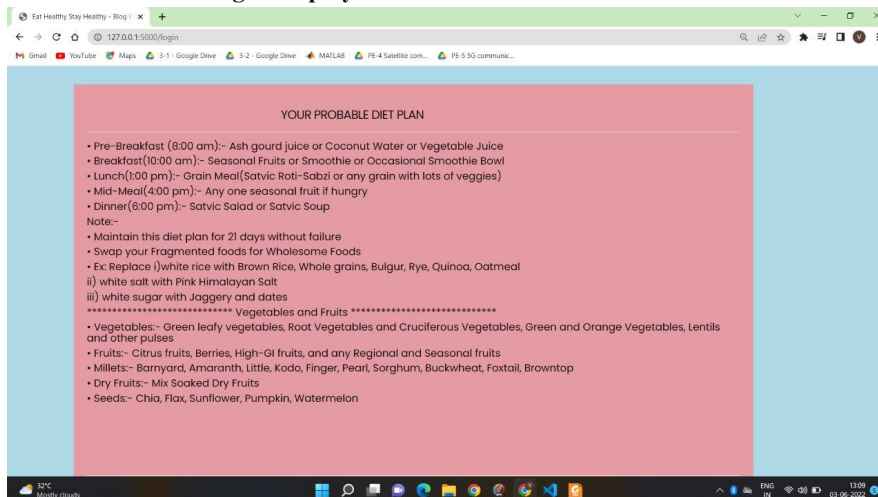 Eat Healthy Stay Healthy - Blog
127.0.0.1:5000/login
Gmail YouTube Maps 3-1 - Google Drive 3-2 - Google Drive MATLAB PE-4 Satellite com... PE-5 5G communic...
YOUR PROBABLE DIET PLAN
• Pre-Breakfast (8:00 am):- Ash gourd juice or Coconut Water or Vegetable Juice
• Breakfast(10:00 am):- Seasonal Fruits or Smoothie or Occasional Smoothie Bowl
• Lunch(1:00 pm):- Grain Meal(Satvic Roti-Sabzi or any grain with lots of veggies)
• Mid-Meal(4:00 pm):- Any one seasonal fruit if hungry
• Dinner(6:00 pm):- Satvic Salad or Satvic Soup
Note:-
• Maintain this diet plan for 21 days without failure
• Swap your Fragmented foods for Wholesome Foods
• Ex: Replace i)white rice with Brown Rice, Whole grains, Bulgur, Rye, Quinoa, Oatmeal
ii) white salt with Pink Himalayan Salt
iii) white sugar with Jaggery and dates
***************************** Vegetables and Fruits *****************************
• Vegetables:- Green leafy vegetables, Root Vegetables and Cruciferous Vegetables, Green and Orange Vegetables, Lentils
and other pulses
• Fruits:- Citrus fruits, Berries, High-GI fruits, and any Regional and Seasonal fruits
• Millets:- Barnyard, Amaranth, Little, Kodo, Finger, Pearl, Sorghum, Buckwheat, Foxtail, Browntop
• Dry Fruits:- Mix Soaked Dry Fruits
• Seeds:- Chia, Flax, Sunflower, Pumpkin, Watermelon
32°C
Mostly cloudy
ENG
IN
13:09
03-06-2022